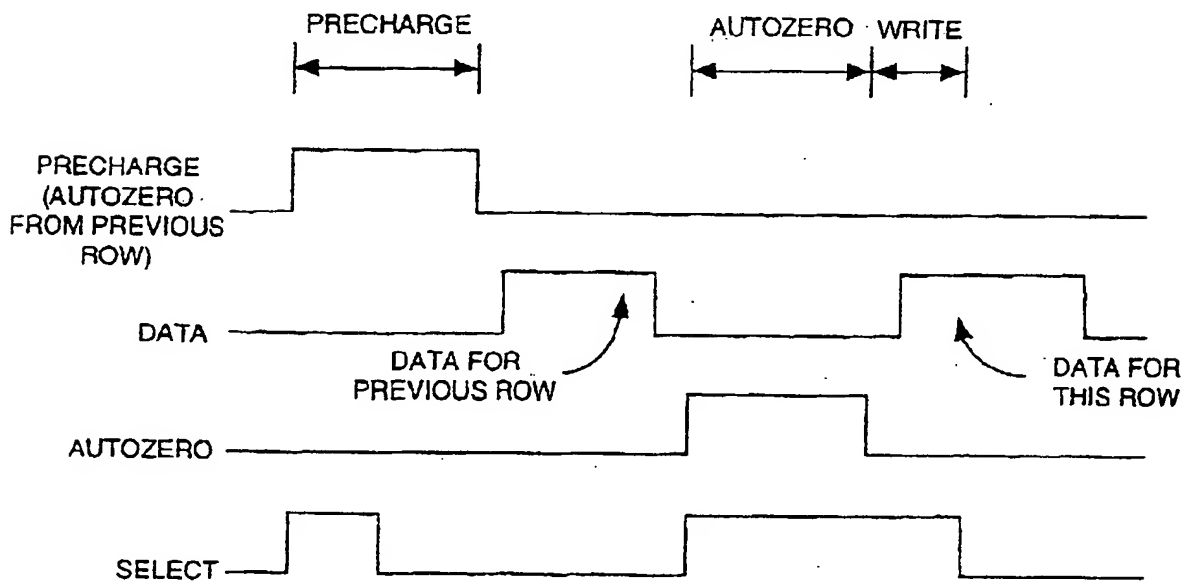 PRECHARGE
AUTOZERO WRITE
PRECHARGE
(AUTOZERO
FROM PREVIOUS
ROW)
DATA
DATA FOR
PREVIOUS ROW
DATA FOR
THIS ROW
AUTOZERO
SELECT